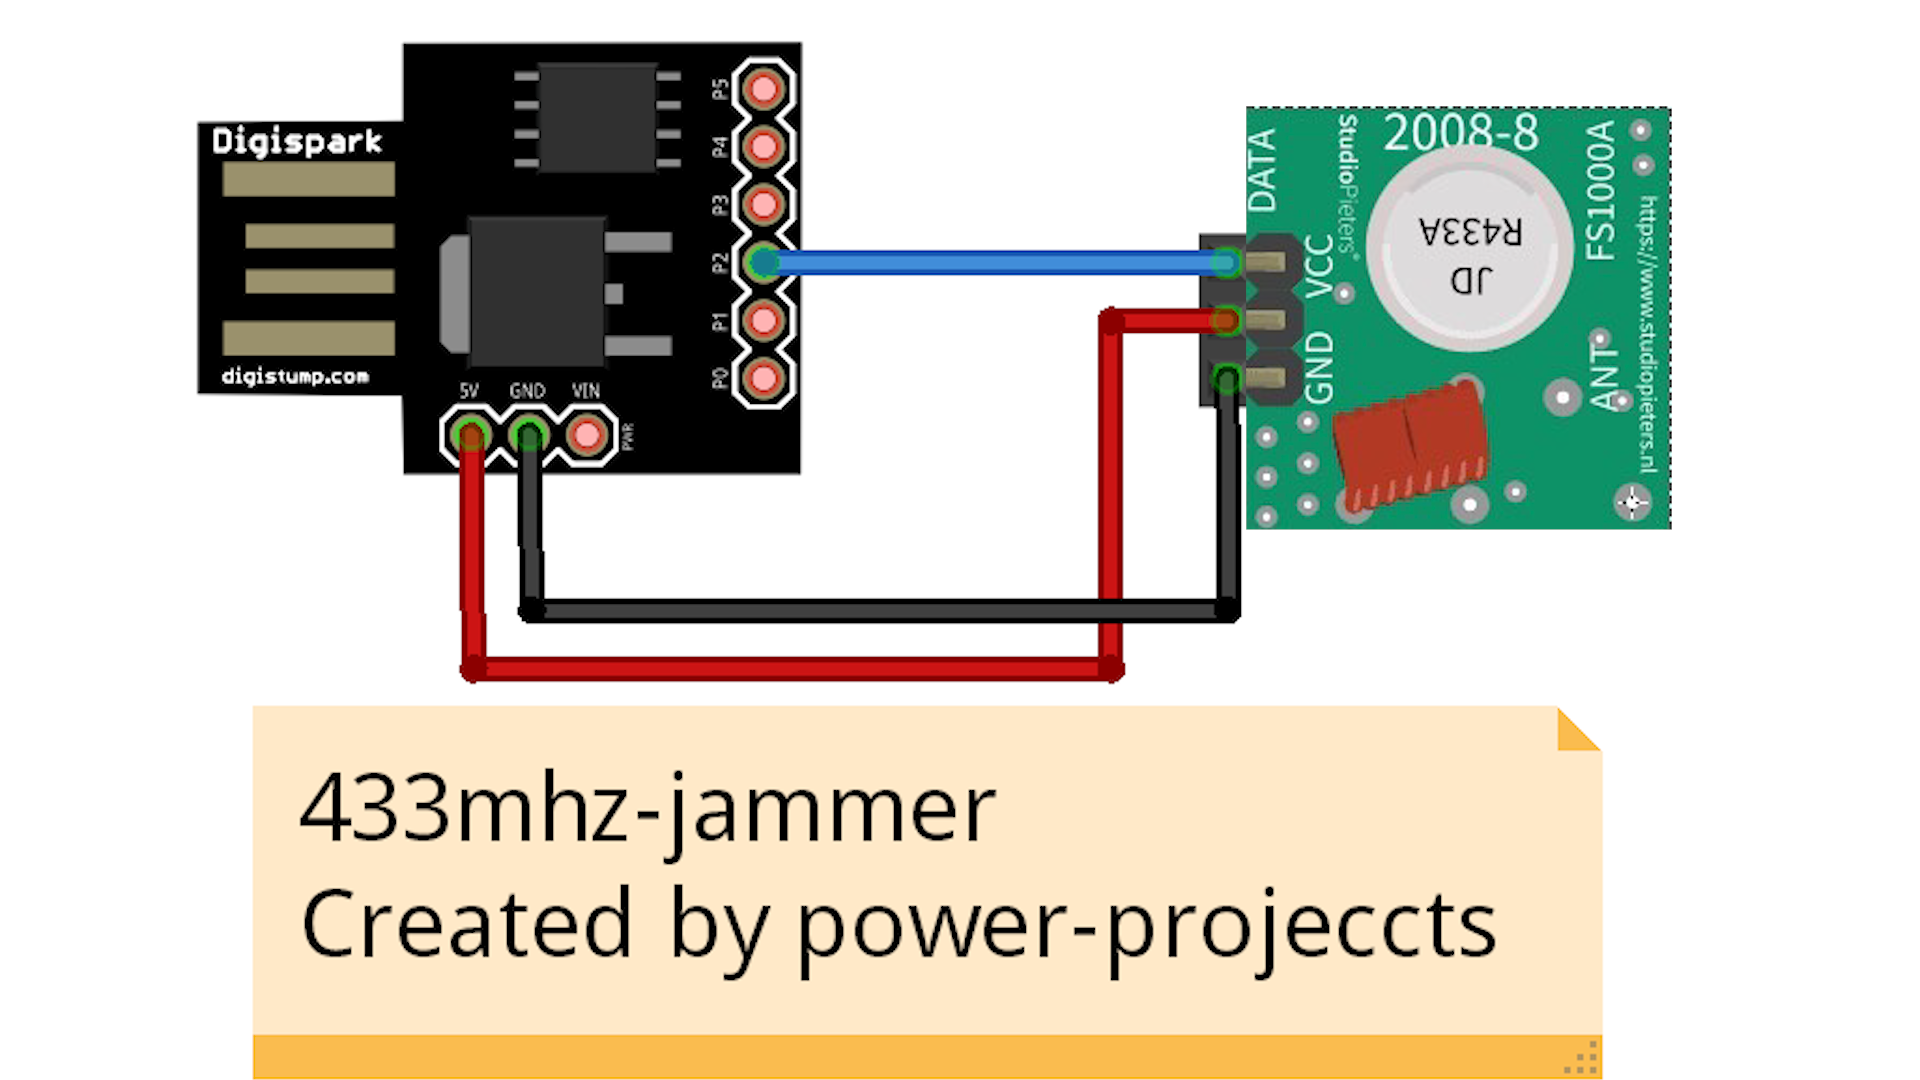 Digispark
digistump.com
5V GND VIN
PWR
P5
P4
P3
P2
P1
P0
DATA
VCC
GND
StudioPieters®
2008-8
R433A
JD
FS1000A
ANT
https://www.studiopieters.nl
433mhz-jammer
Created by power-projeccts